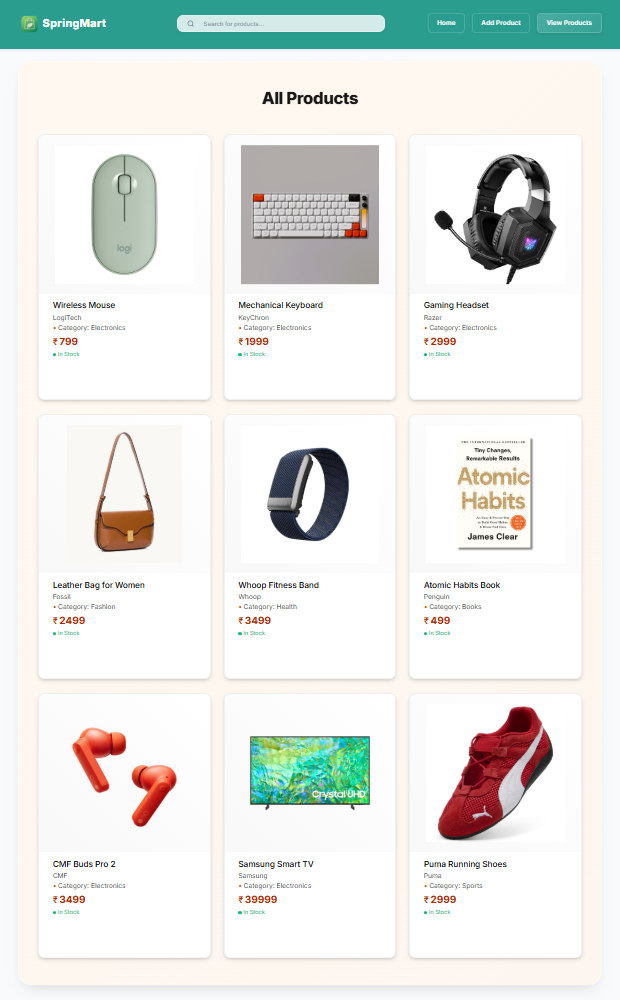 SpringMart
Search for products...
Home
Add Product
View Products
All Products
logi
Wireless Mouse
LogiTech
• Category: Electronics
₹ 799
In Stock
Mechanical Keyboard
KeyChron
• Category: Electronics
₹ 1999
In Stock
Gaming Headset
Razer
• Category: Electronics
₹ 2999
In Stock
Leather Bag for Women
Fossil
• Category: Fashion
₹ 2499
In Stock
Whoop Fitness Band
Whoop
• Category: Health
₹ 3499
In Stock
Tiny Changes,
Remarkable Results
Atomic
Habits
James Clear
Atomic Habits Book
Penguin
• Category: Books
₹ 499
In Stock
CMF Buds Pro 2
CMF
• Category: Electronics
₹ 3499
In Stock
Crystal UHD
Samsung Smart TV
Samsung
• Category: Electronics
₹ 39999
In Stock
Puma Running Shoes
Puma
• Category: Sports
₹ 2999
In Stock